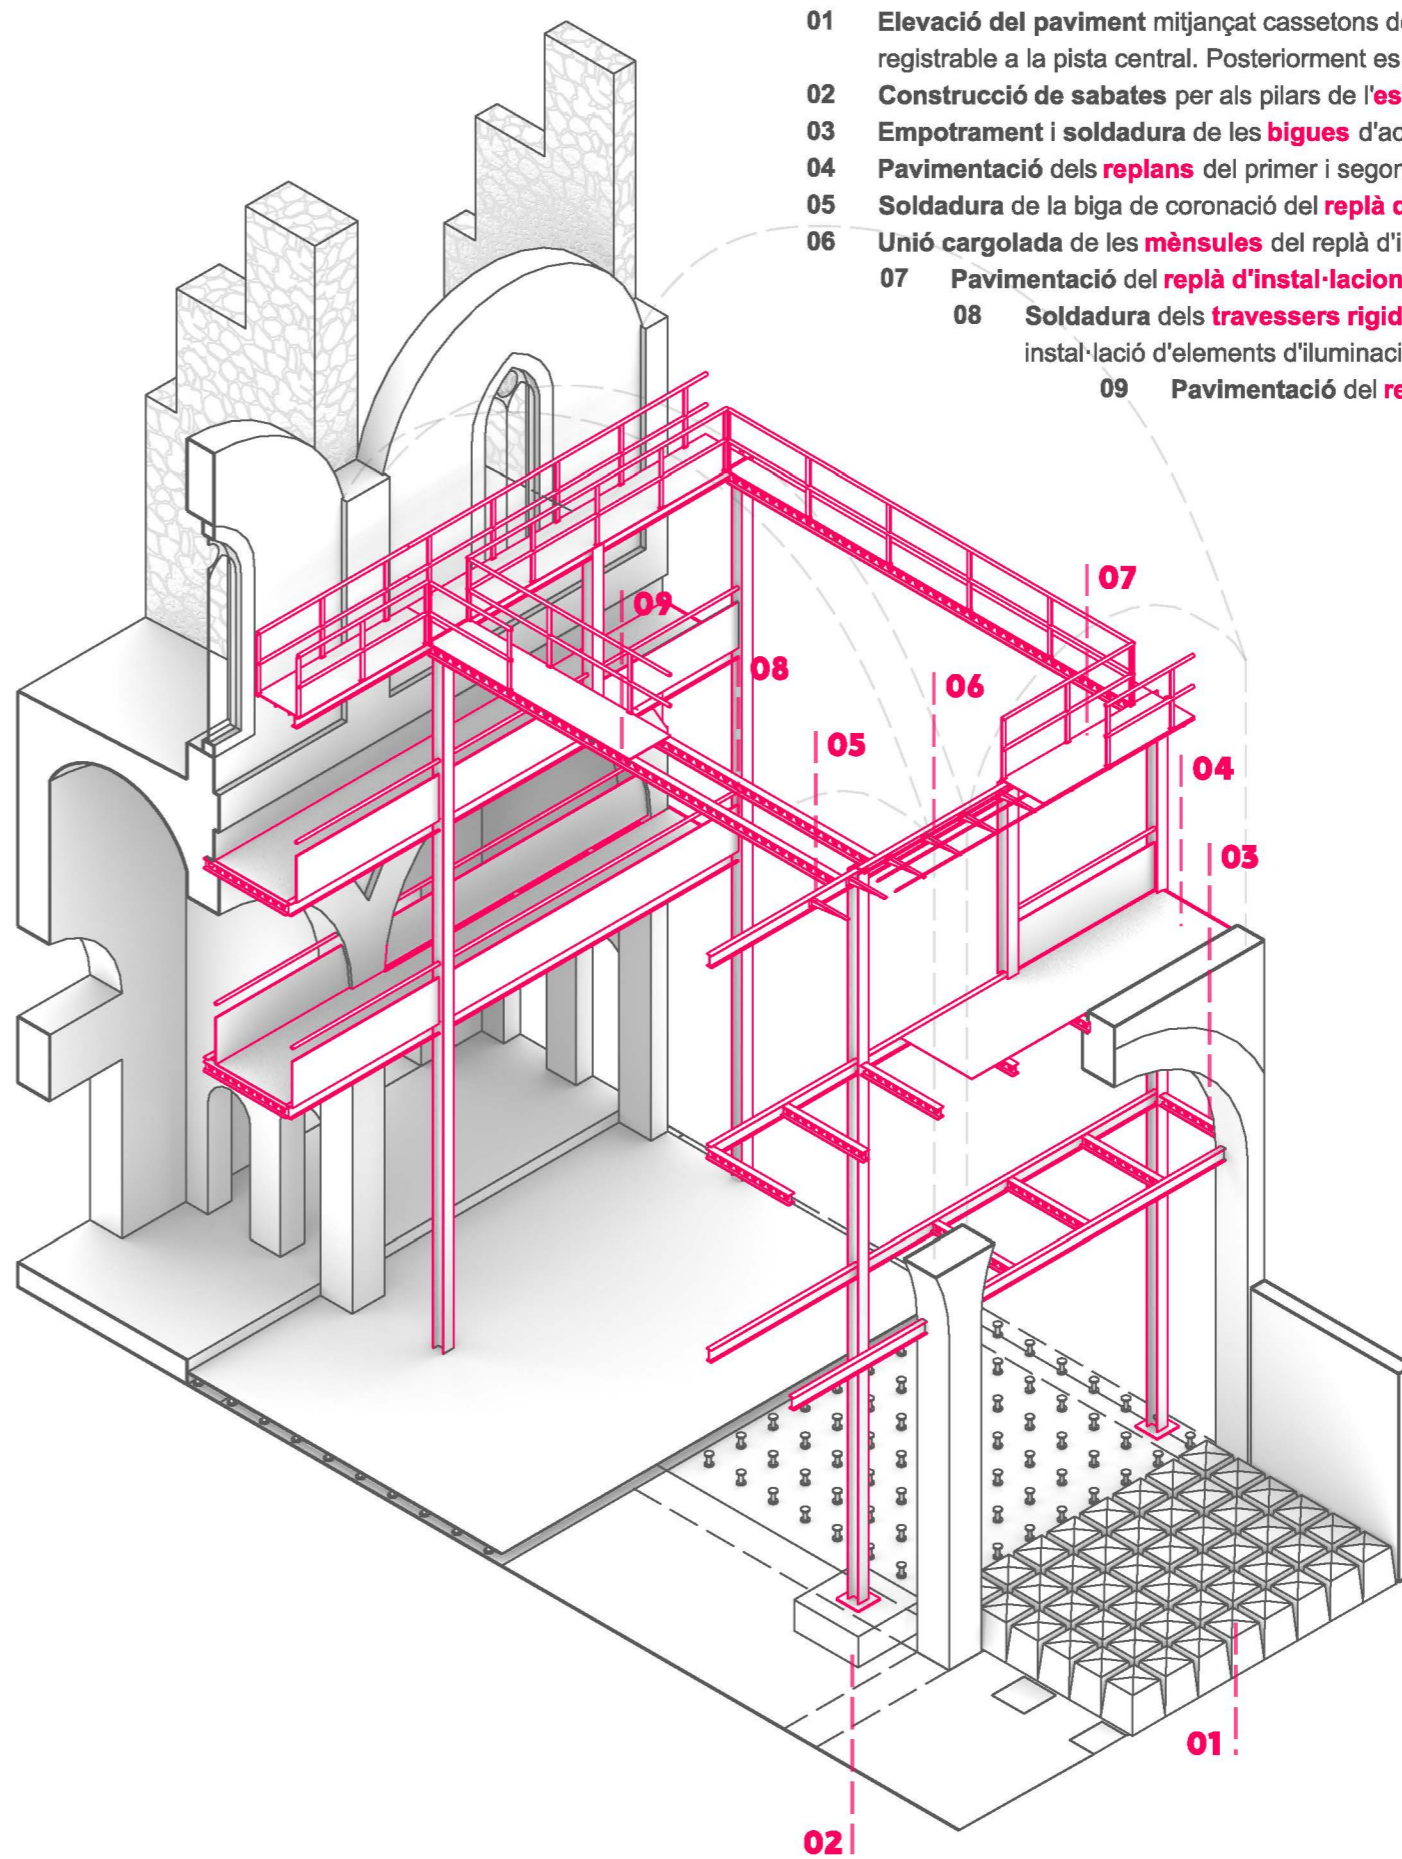 01 Elevació del paviment mitjançat cassetons
registrable a la pista central. Posteriorment es
02 Construcció de sabates per als pilars de l'es
03 Empotrament i soldadura de les bigues d'ac
04 Pavimentació dels replans del primer i segon
05 Soldadura de la biga de coronació del replà
06 Unió cargolada de les mènsules del replà d'i
07 Pavimentació del replà d'instal·lacion
08 Soldadura dels travessers rigid
instal·lació d'elements d'iluminaci
09 Pavimentació del re
07
09
08
06
05
04
03
01
02